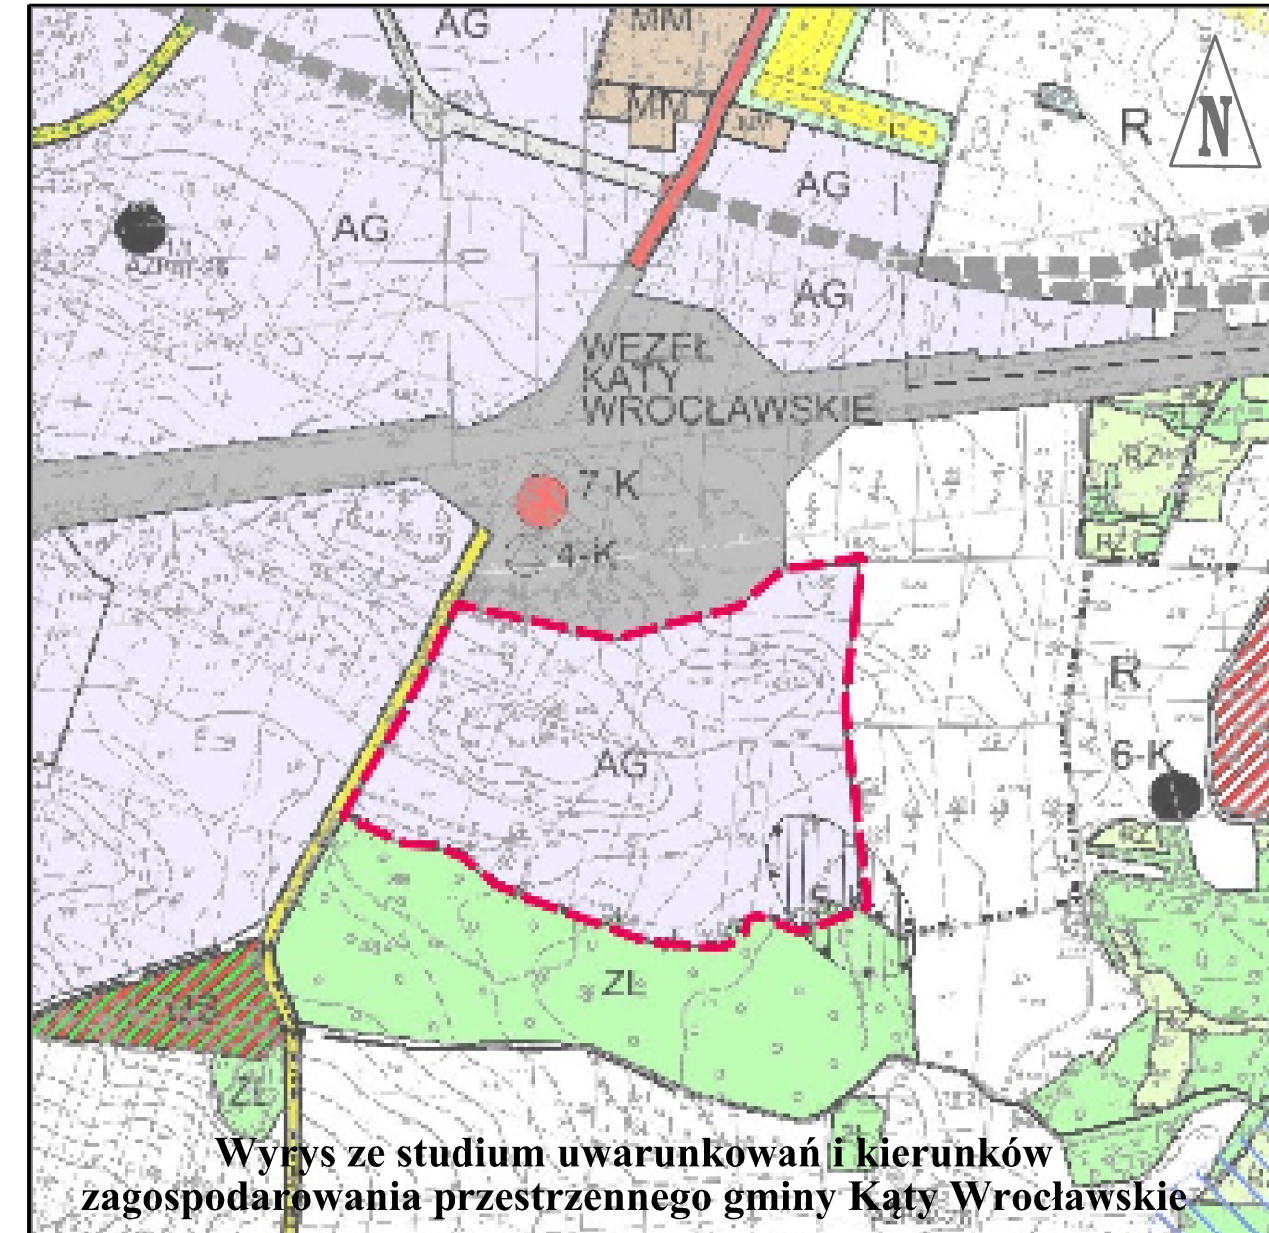 AG
MM
MM
R
N
AG
AG
AG
WĘZEŁ
KĄTY
WROCŁAWSKIE
7-K
4-K
RZ
RZ
R
AG
6-K
RZ
ZL
ZL
Wyrys ze studium uwarunkowań i kierunków
zagospodarowania przestrzennego gminy Kąty Wrocławskie